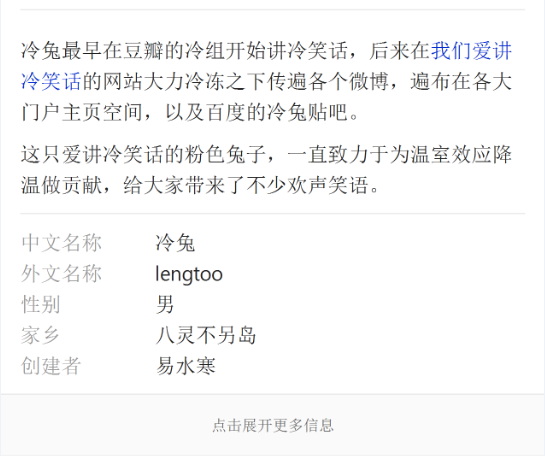 冷兔最早在豆瓣的冷组开始讲冷笑话，后来在我们爱讲
冷笑话的网站大力冷冻之下传遍各个微博，遍布在各大
门户主页空间，以及百度的冷兔贴吧。
这只爱讲冷笑话的粉色兔子，一直致力于为温室效应降
温做贡献，给大家带来了不少欢声笑语。
中文名称 冷兔
外文名称 lengtoo
性别 男
家乡 八灵不另岛
创建者 易水寒
点击展开更多信息